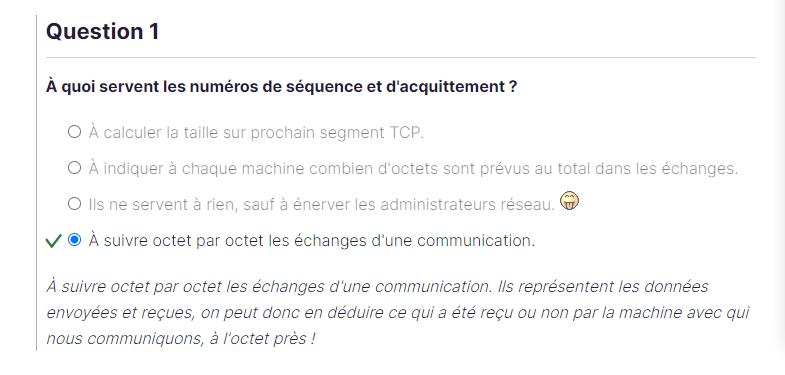 Question 1
À quoi servent les numéros de séquence et d'acquittement ?
À calculer la taille sur prochain segment TCP.
À indiquer à chaque machine combien d'octets sont prévus au total dans les échanges.
Ils ne servent à rien, sauf à énerver les administrateurs réseau.
À suivre octet par octet les échanges d'une communication.
À suivre octet par octet les échanges d'une communication. Ils représentent les données
envoyées et reçues, on peut donc en déduire ce qui a été reçu ou non par la machine avec qui
nous communiquons, à l'octet près !